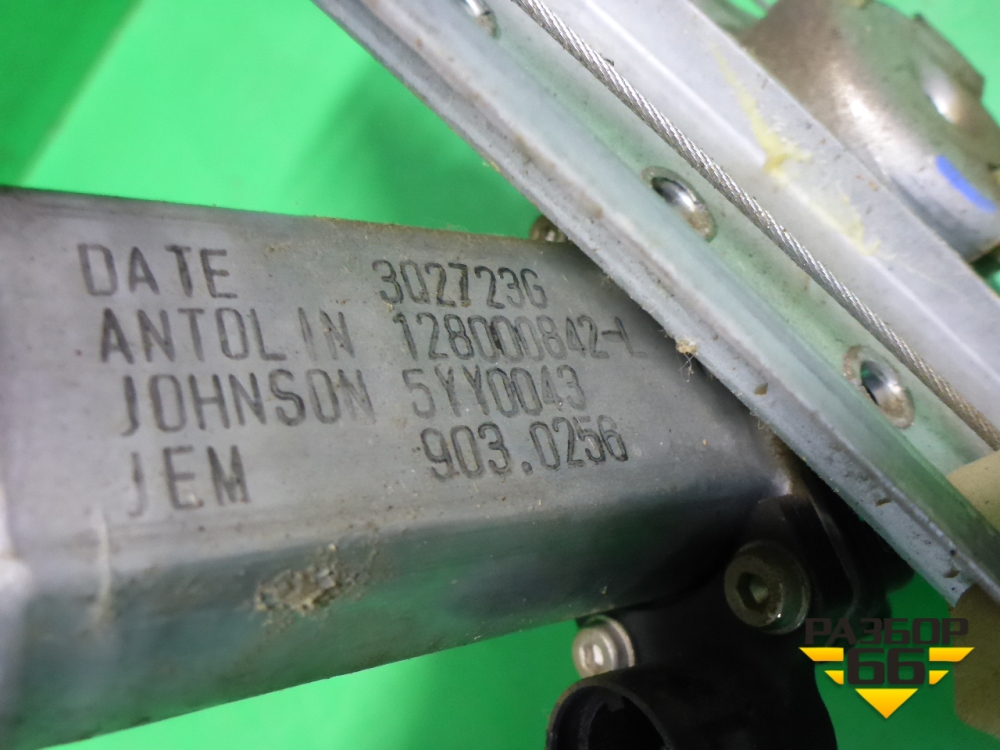 DATE 302723G
ANTOLIN 128000842-L
JOHNSON 5YY0043
JEM 903.0256
РАЗБОР
66